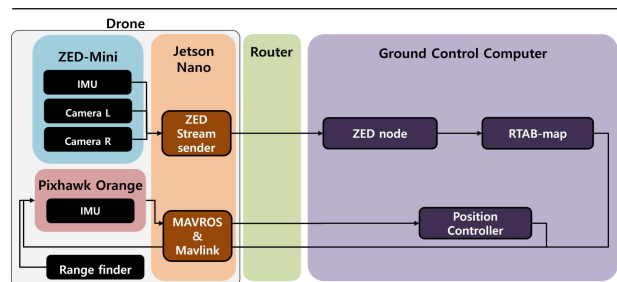 Drone
ZED-Mini
Jetson
Nano
Router
Ground Control Computer
IMU
Camera L
Camera R
ZED
Stream
sender
ZED node
RTAB-map
Pixhawk Orange
IMU
MAVROS
&
Mavlink
Position
Controller
Range finder